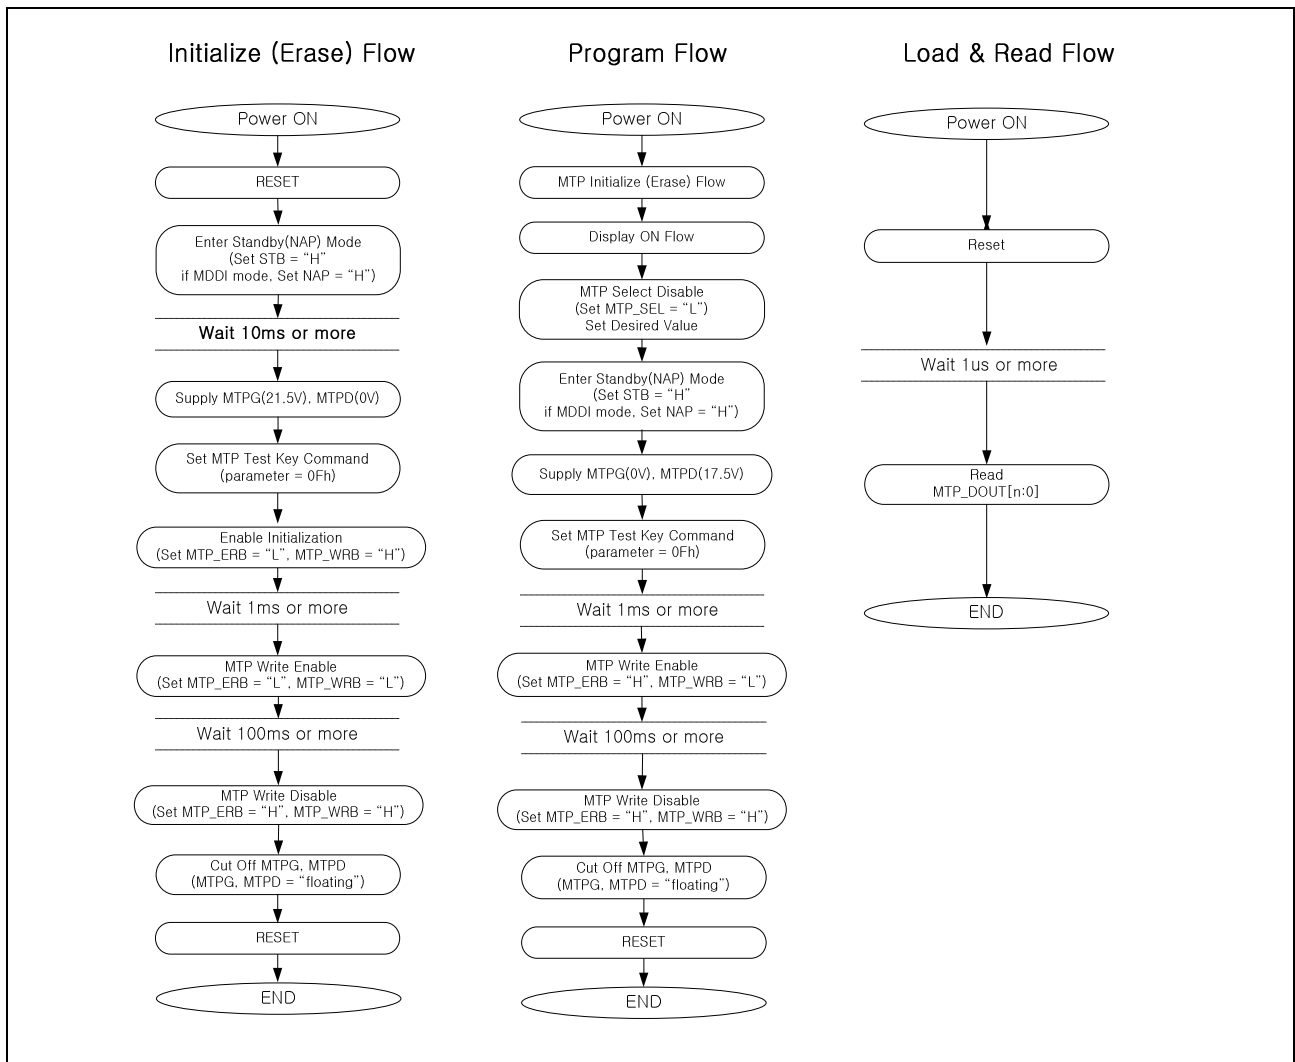 Initialize (Erase) Flow
Power ON
RESET
Enter Standby(NAP) Mode
(Set STB = “H”
if MDDI mode, Set NAP = “H”)
Wait 10ms or more
Supply MTPG(21.5V), MTPD(0V)
Set MTP Test Key Command
(parameter = 0Fh)
Enable Initialization
(Set MTP_ERB = “L”, MTP_WRB = “H”)
Wait 1ms or more
MTP Write Enable
(Set MTP_ERB = “L”, MTP_WRB = “L”)
Wait 100ms or more
MTP Write Disable
(Set MTP_ERB = “H”, MTP_WRB = “H”)
Cut Off MTPG, MTPD
(MTPG, MTPD = “floating”)
RESET
END
Program Flow
Power ON
MTP Initialize (Erase) Flow
Display ON Flow
MTP Select Disable
(Set MTP_SEL = “L”)
Set Desired Value
Enter Standby(NAP) Mode
(Set STB = “H”
if MDDI mode, Set NAP = “H”)
Supply MTPG(0V), MTPD(17.5V)
Set MTP Test Key Command
(parameter = 0Fh)
Wait 1ms or more
MTP Write Enable
(Set MTP_ERB = “H”, MTP_WRB = “L”)
Wait 100ms or more
MTP Write Disable
(Set MTP_ERB = “H”, MTP_WRB = “H”)
Cut Off MTPG, MTPD
(MTPG, MTPD = “floating”)
RESET
END
Load & Read Flow
Power ON
Reset
Wait 1us or more
Read
MTP_DOUT[n:0]
END